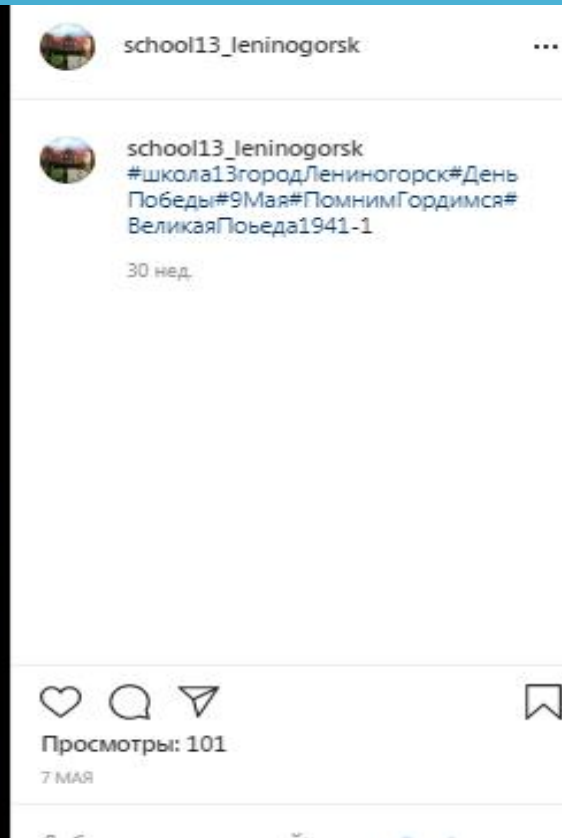 school13_leninogorsk
school13_leninogorsk
#школа13городЛениногорск#День
Победы#9Мая#ПомнимГордимся#
ВеликаяПоьеда1941-1
30 нед.
Просмотры: 101
7 МАЯ